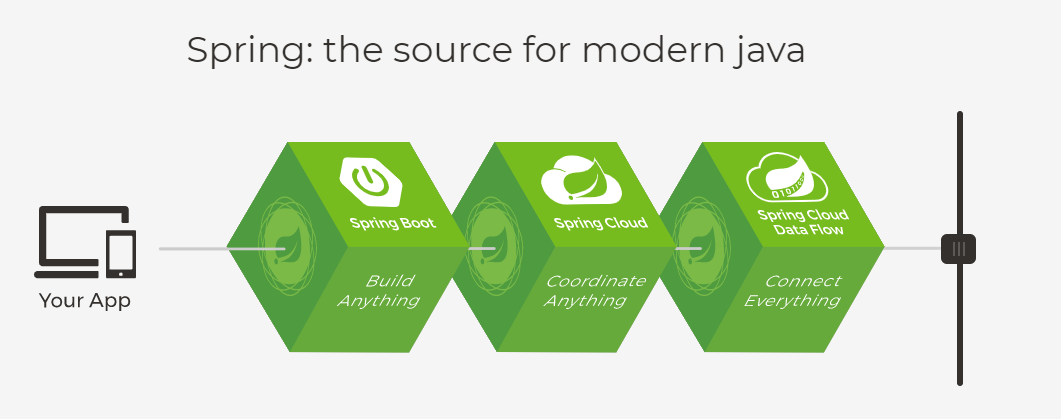 Spring: the source for modern java
Your App
Spring Boot
Build
Anything
Spring Cloud
Coordinate
Anything
Spring Cloud
Data Flow
Connect
Everything